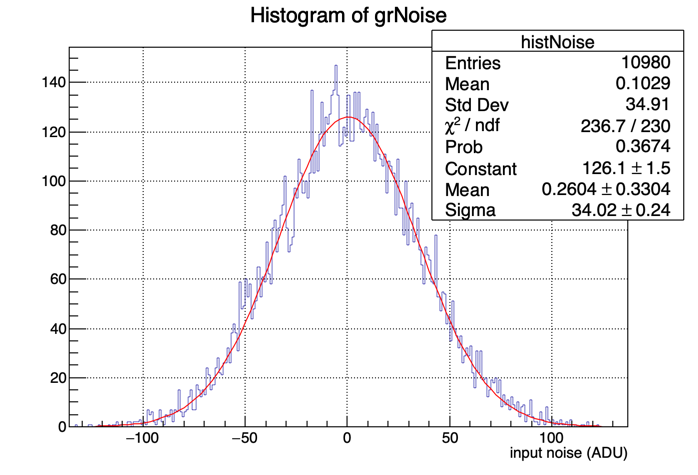 Histogram of grNoise
histNoise
Entries 10980
Mean 0.1029
Std Dev 34.91
χ² / ndf 236.7 / 230
Prob 0.3674
Constant 126.1 ± 1.5
Mean 0.2604 ± 0.3304
Sigma 34.02 ± 0.24
140
120
100
80
60
40
20
0
−100 −50 0 50 100
input noise (ADU)